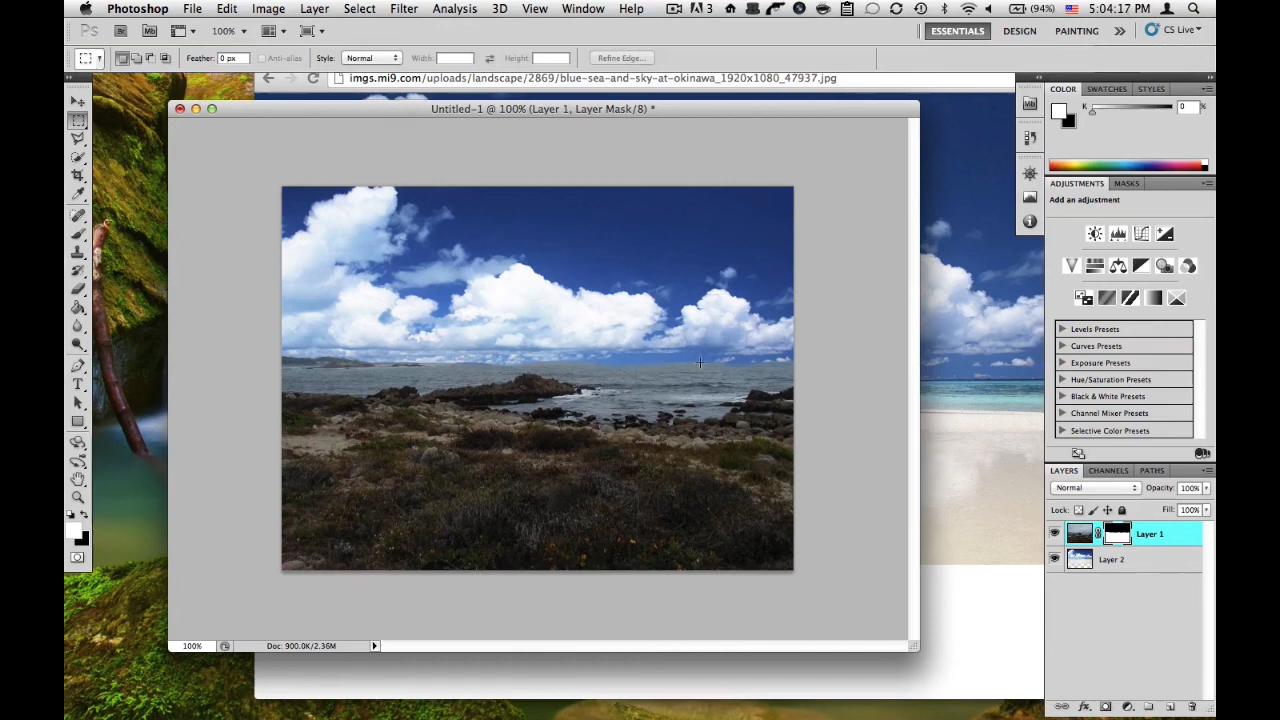 Photoshop File Edit Image Layer Select Filter Analysis 3D View Window Help 3 (94%) 5:04:17 PM
Ps Br Mb 100% ESSENTIALS DESIGN PAINTING CS Live
Feather: 0 px Anti-alias Style: Normal Width: Height: Refine Edge...
imgs.mi9.com/uploads/landscape/2869/blue-sea-and-sky-at-okinawa_1920x1080_47937.jpg
Untitled-1 @ 100% (Layer 1, Layer Mask/8) *
COLOR SWATCHES STYLES
Mb
K 0 %
ADJUSTMENTS MASKS
Add an adjustment
Levels Presets
Curves Presets
Exposure Presets
Hue/Saturation Presets
Black & White Presets
Channel Mixer Presets
Selective Color Presets
LAYERS CHANNELS PATHS
Normal Opacity: 100%
Lock: Fill: 100%
Layer 1
Layer 2
100% Doc: 900.0K/2.36M